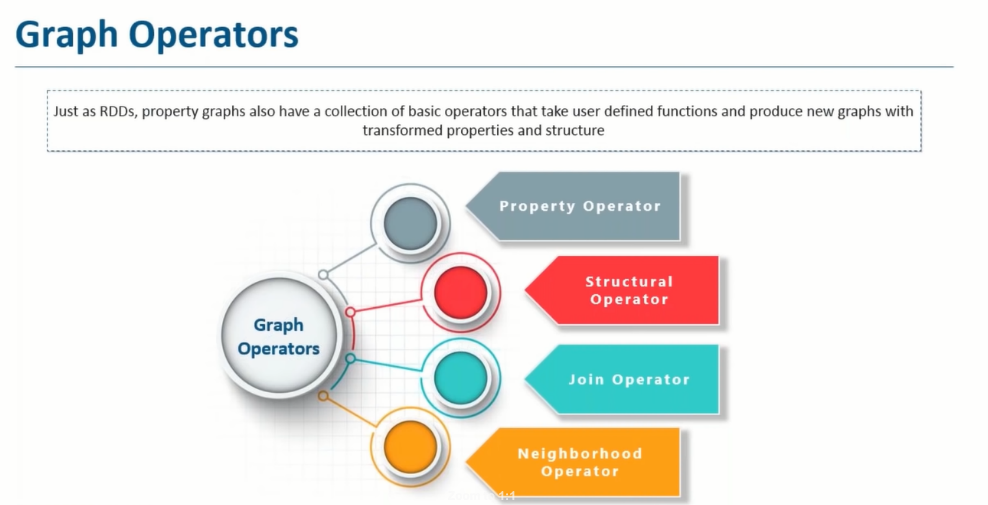 Graph Operators
Just as RDDs, property graphs also have a collection of basic operators that take user defined functions and produce new graphs with
transformed properties and structure
Property Operator
Structural
Operator
Graph
Operators
Join Operator
Neighborhood
Operator